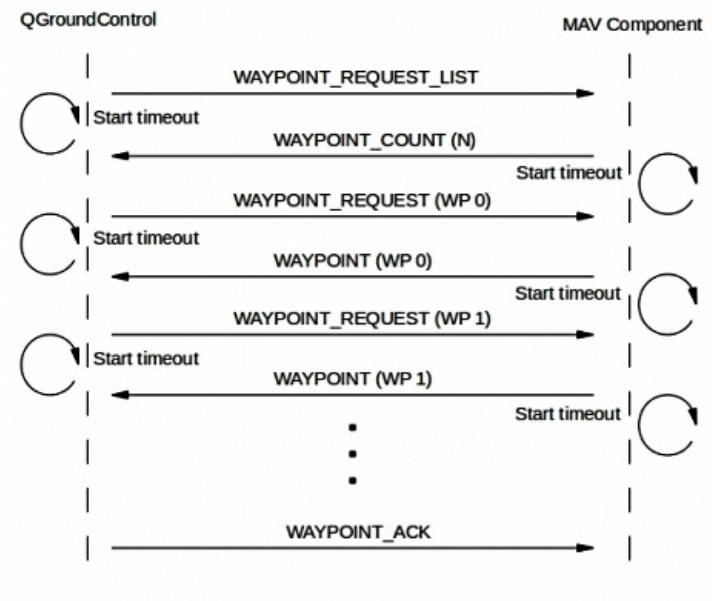 QGroundControl
MAV Component
WAYPOINT_REQUEST_LIST
Start timeout
WAYPOINT_COUNT (N)
Start timeout
WAYPOINT_REQUEST (WP 0)
Start timeout
WAYPOINT (WP 0)
Start timeout
WAYPOINT_REQUEST (WP 1)
Start timeout
WAYPOINT (WP 1)
Start timeout
WAYPOINT_ACK